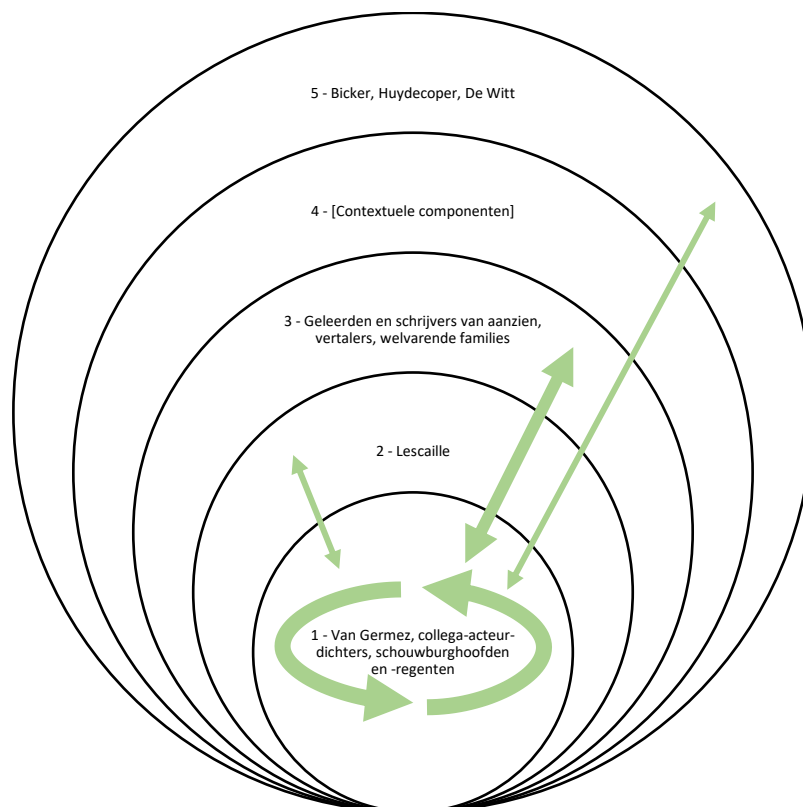 5 - Bicker, Huydecoper, De Witt
4 - [Contextuele componenten]
3 - Geleerden en schrijvers van aanzien,
vertalers, welvarende families
2 - Lescaille
1 - Van Germez, collega-acteur-
dichters, schouwburghoofden
en -regenten